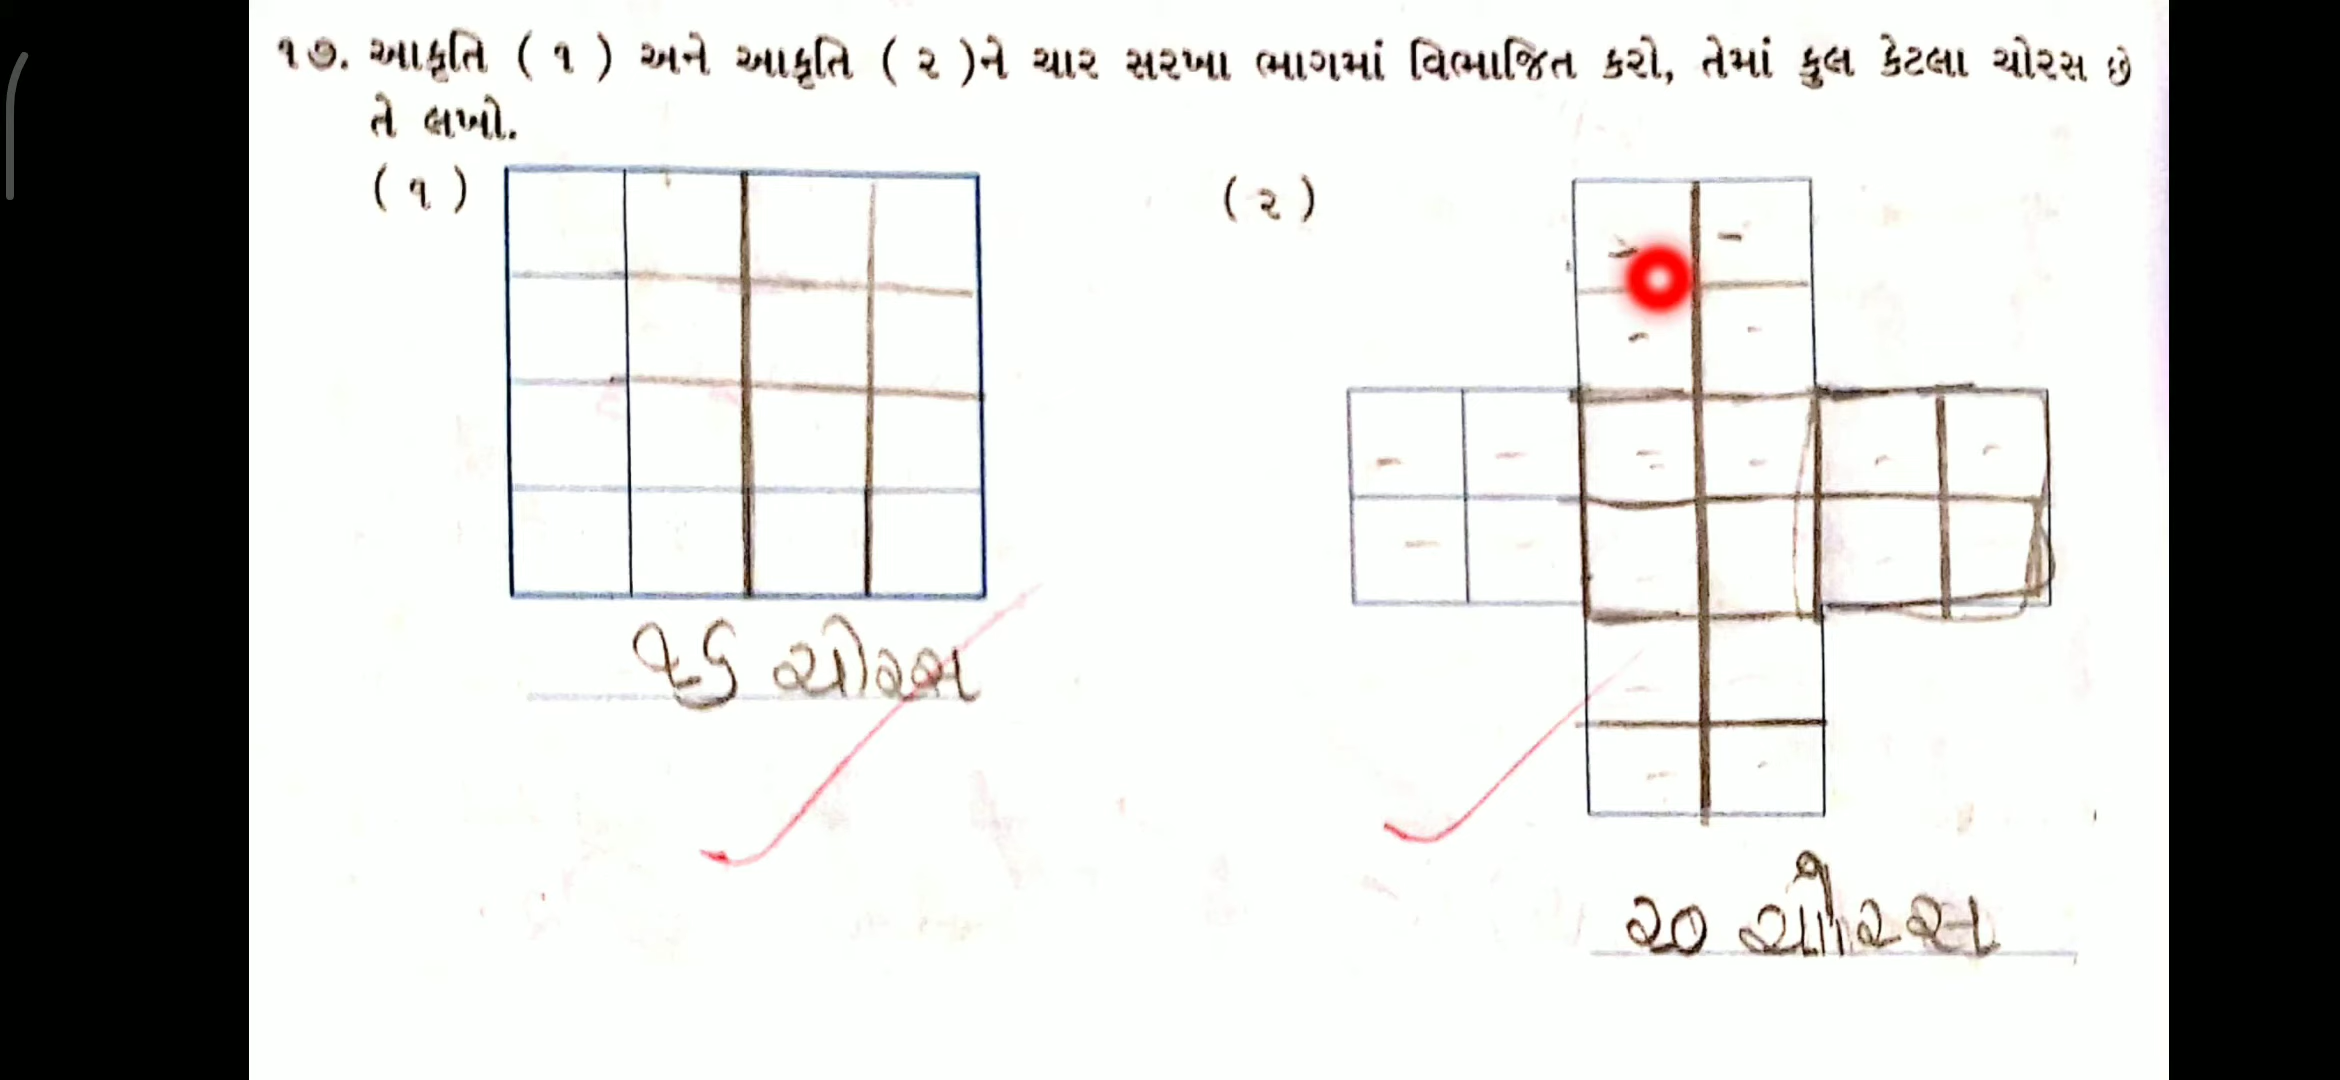 ૧૭. આકૃતિ ( ૧ ) અને આકૃતિ ( ૨ )ને ચાર સરખા ભાગમાં વિભાજિત કરો, તેમાં કુલ કેટલા ચોરસ છે
તે લખો.
( ૧ )
( ૨ )
૧૬ ચોરસ
૨૦ ચોરસ